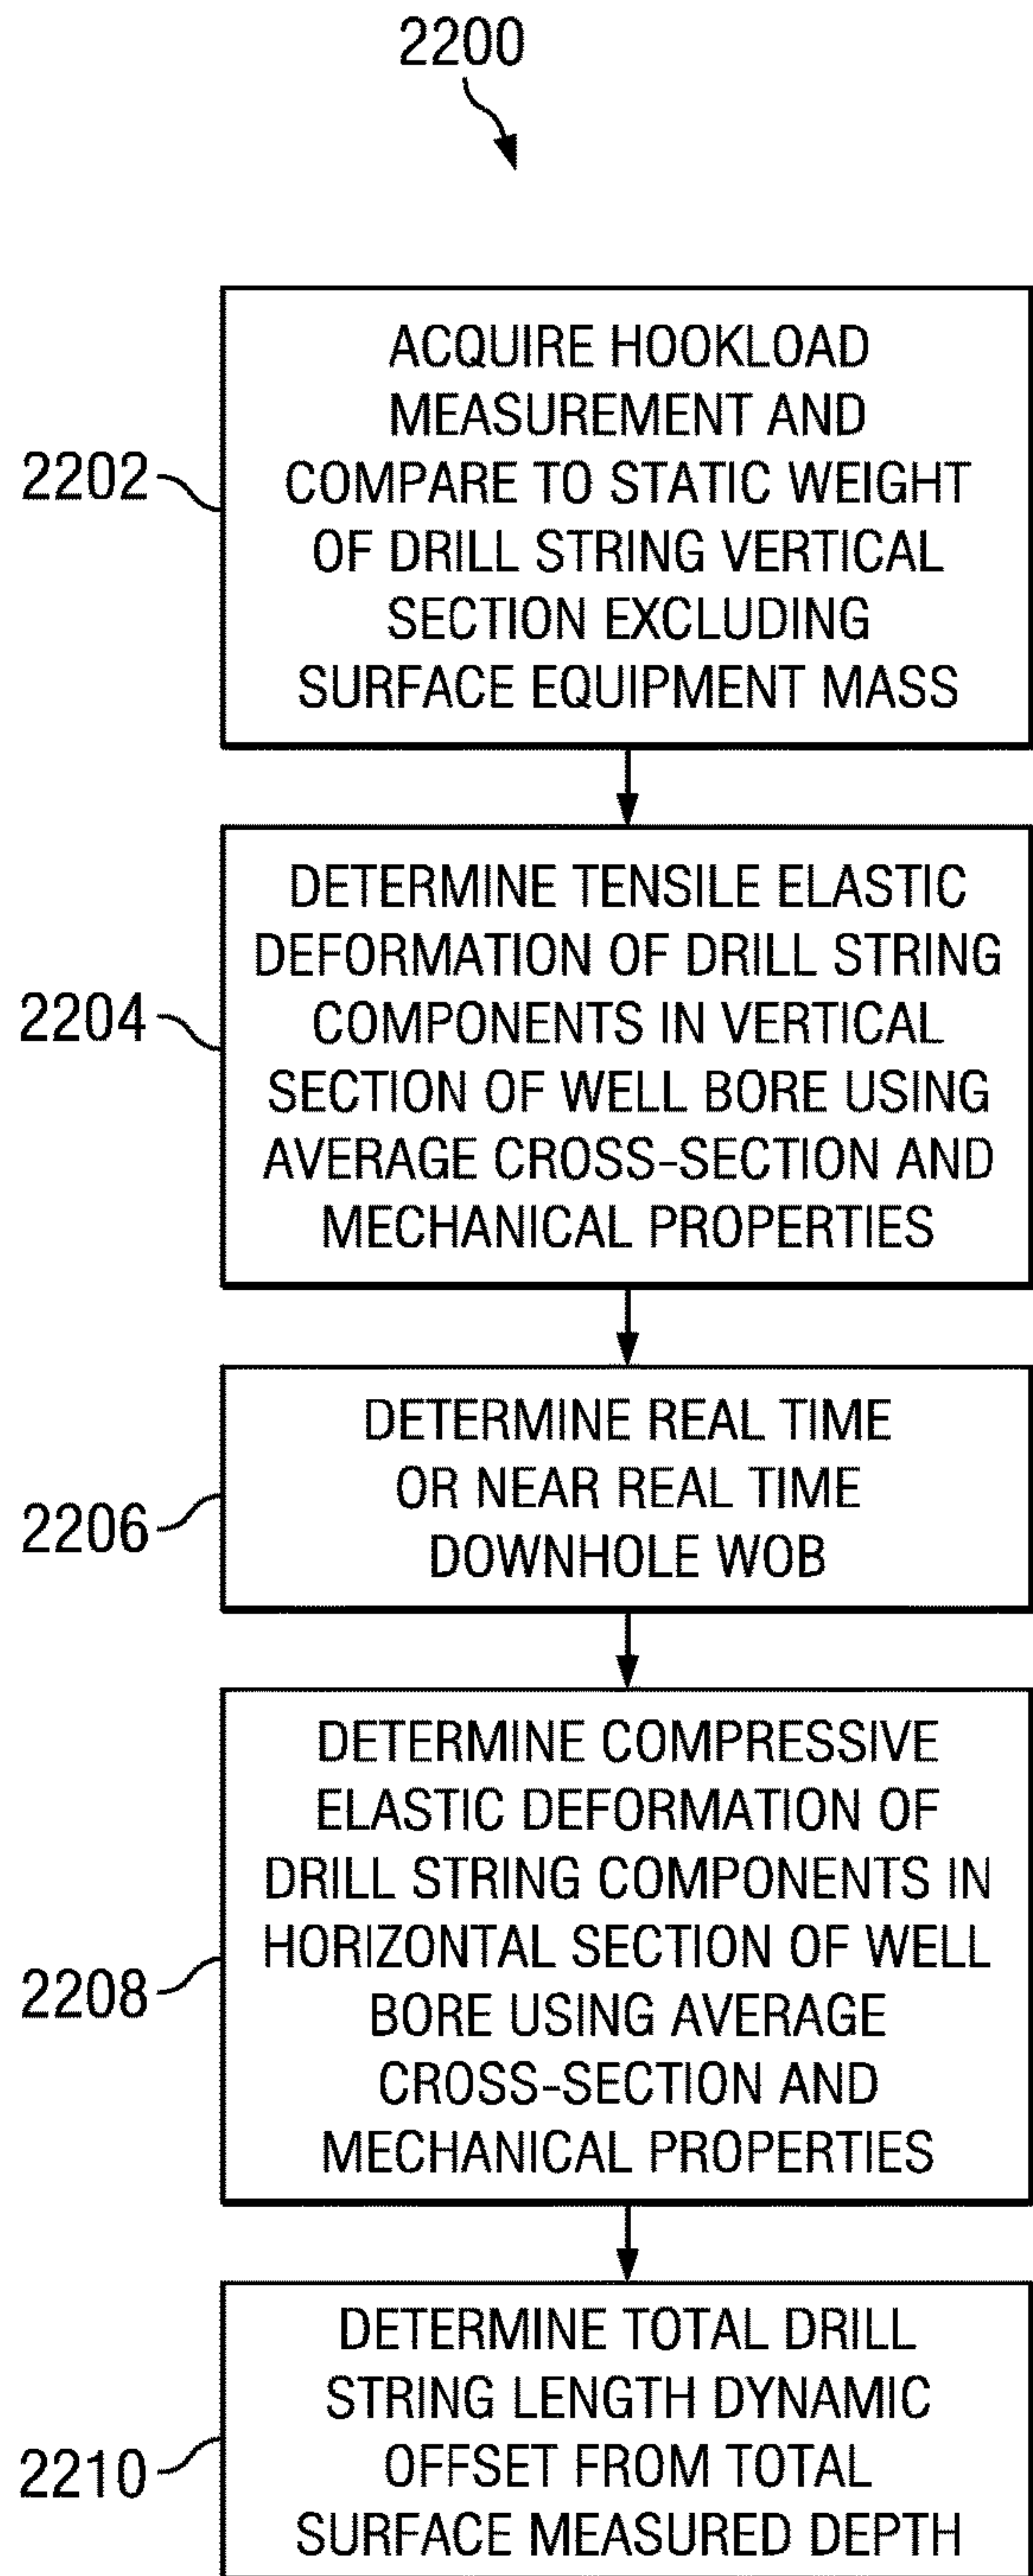 2200
2202
ACQUIRE HOOKLOAD
MEASUREMENT AND
COMPARE TO STATIC WEIGHT
OF DRILL STRING VERTICAL
SECTION EXCLUDING
SURFACE EQUIPMENT MASS
2204
DETERMINE TENSILE ELASTIC
DEFORMATION OF DRILL STRING
COMPONENTS IN VERTICAL
SECTION OF WELL BORE USING
AVERAGE CROSS-SECTION AND
MECHANICAL PROPERTIES
2206
DETERMINE REAL TIME
OR NEAR REAL TIME
DOWNHOLE WOB
2208
DETERMINE COMPRESSIVE
ELASTIC DEFORMATION OF
DRILL STRING COMPONENTS IN
HORIZONTAL SECTION OF WELL
BORE USING AVERAGE
CROSS-SECTION AND
MECHANICAL PROPERTIES
2210
DETERMINE TOTAL DRILL
STRING LENGTH DYNAMIC
OFFSET FROM TOTAL
SURFACE MEASURED DEPTH